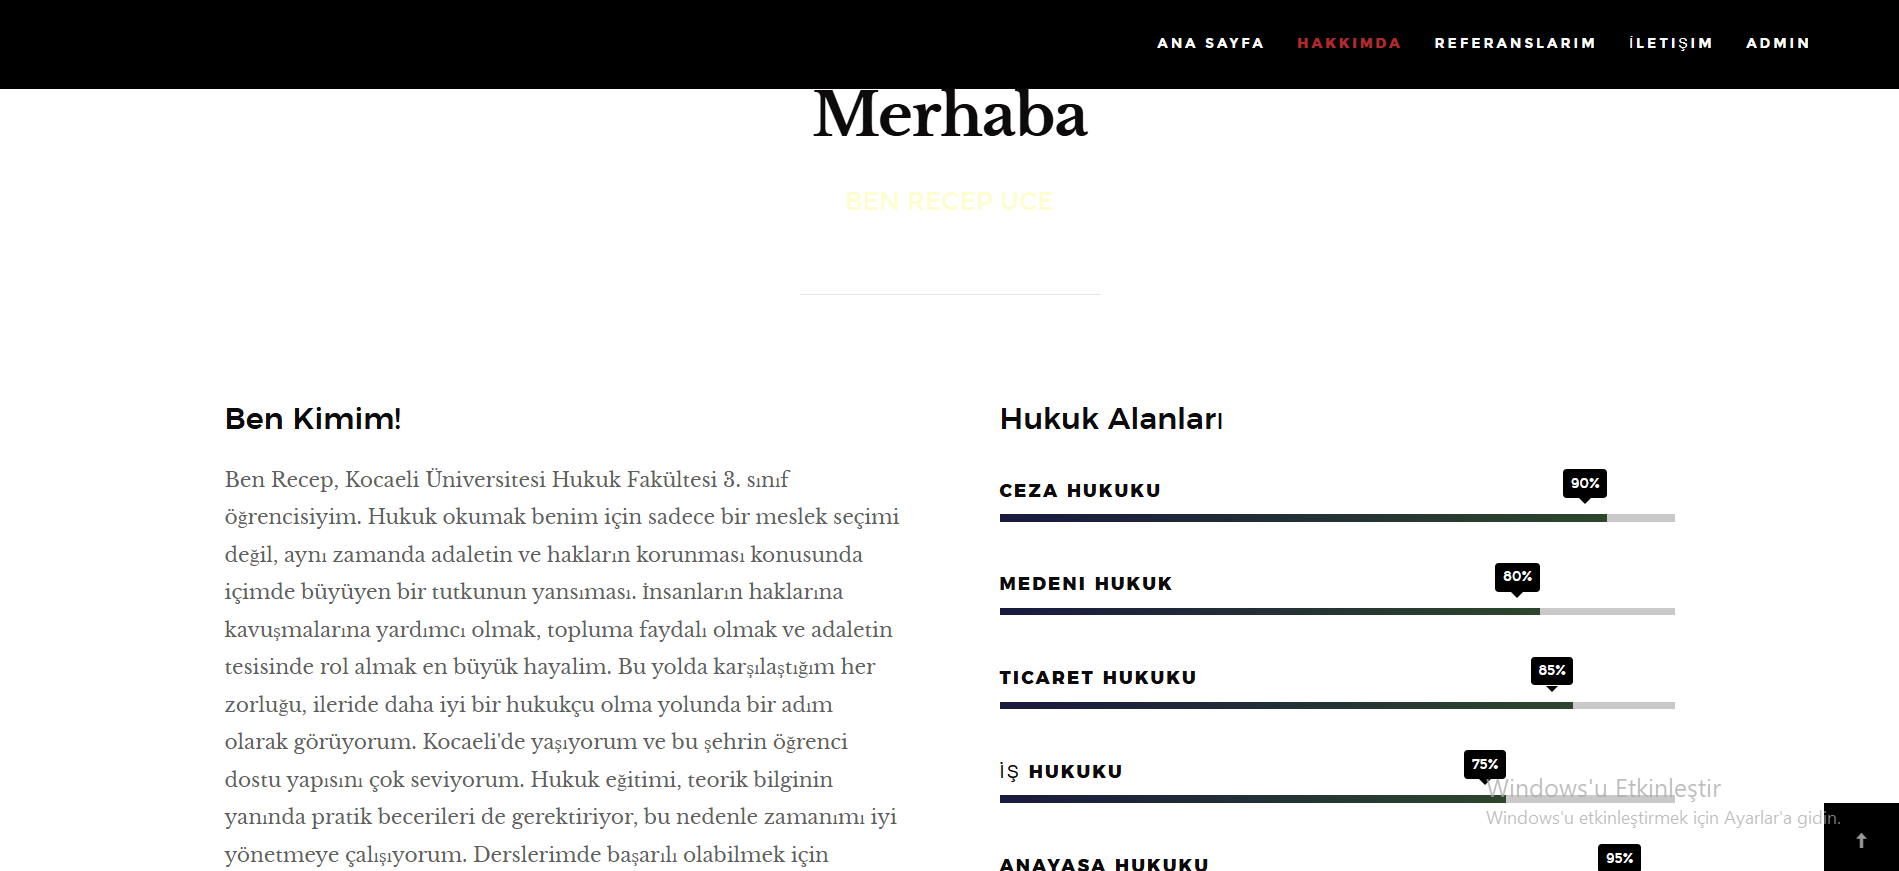 ANA SAYFA HAKKIMDA REFERANSLARIM İLETIŞIM ADMIN
Merhaba
BEN RECEP UCE
Ben Kimim!
Ben Recep, Kocaeli Üniversitesi Hukuk Fakültesi 3. sınıf
öğrencisiyim. Hukuk okumak benim için sadece bir meslek seçimi
değil, aynı zamanda adaletin ve hakların korunması konusunda
içimde büyüyen bir tutkunun yansıması. İnsanların haklarına
kavuşmalarına yardımcı olmak, topluma faydalı olmak ve adaletin
tesisinde rol almak en büyük hayalim. Bu yolda karşılaştığım her
zorluğu, ileride daha iyi bir hukukçu olma yolunda bir adım
olarak görüyorum. Kocaeli'de yaşıyorum ve bu şehrin öğrenci
dostu yapısını çok seviyorum. Hukuk eğitimi, teorik bilginin
yanında pratik becerileri de gerektiriyor, bu nedenle zamanımı iyi
yönetmeye çalışıyorum. Derslerimde başarılı olabilmek için
Hukuk Alanları
CEZA HUKUKU 90%
MEDENI HUKUK 80%
TICARET HUKUKU 85%
İŞ HUKUKU 75%
ANAYASA HUKUKU 95%
Windows'u Etkinleştir
Windows'u etkinleştirmek için Ayarlar'a gidin.